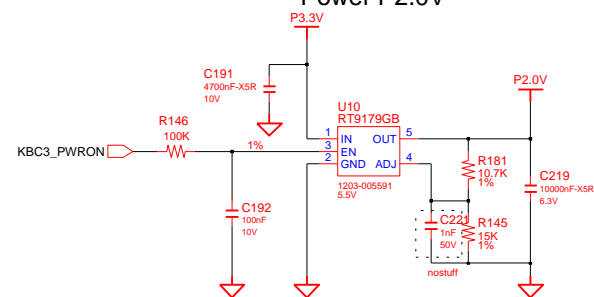 Power P2.0V
P3.3V
P2.0V
C191
4700nF-X5R
10V
U10
RT9179GB
R146
100K
1%
KBC3_PWRON
1 IN OUT 5
3 EN
2 GND ADJ 4
1203-005591
5.5V
R181
10.7K
1%
C219
10000nF-X5R
6.3V
C192
100nF
10V
C221
1nF
50V
R145
15K
1%
nostuff